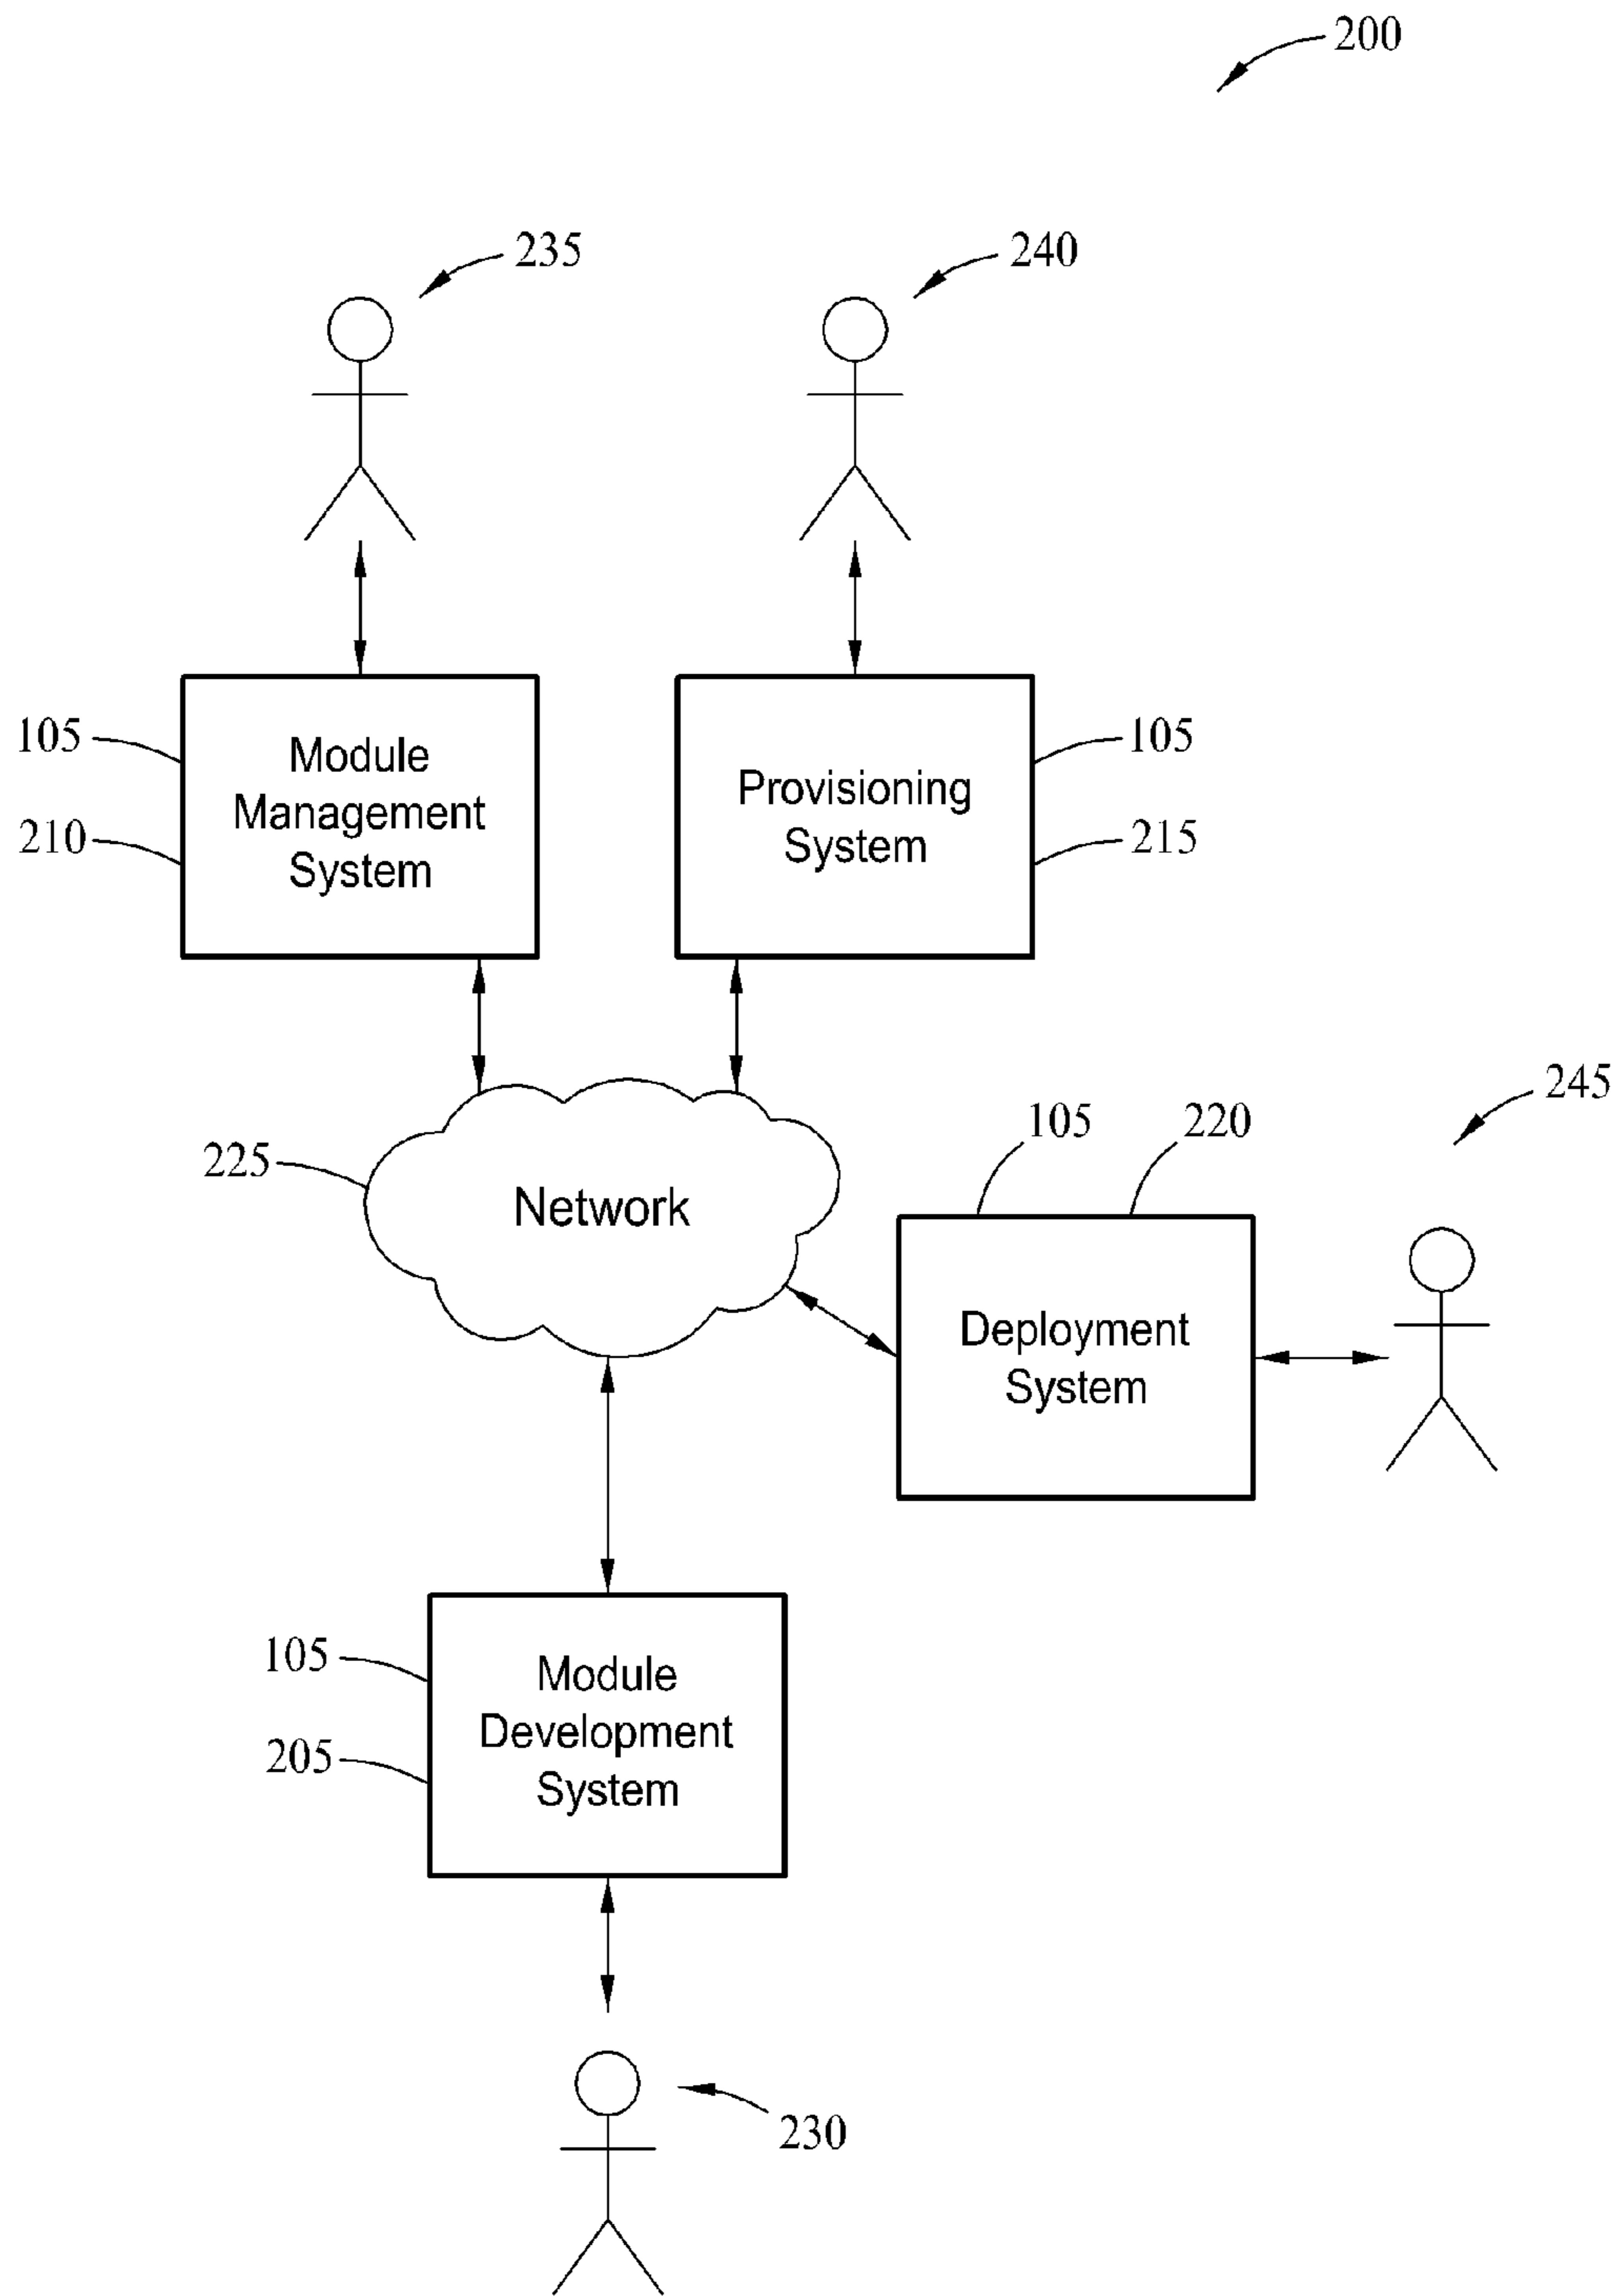 200
235
240
105
Module
Management
System
210
Provisioning
System
105
215
245
105
220
225
Network
Deployment
System
105
Module
Development
System
205
230